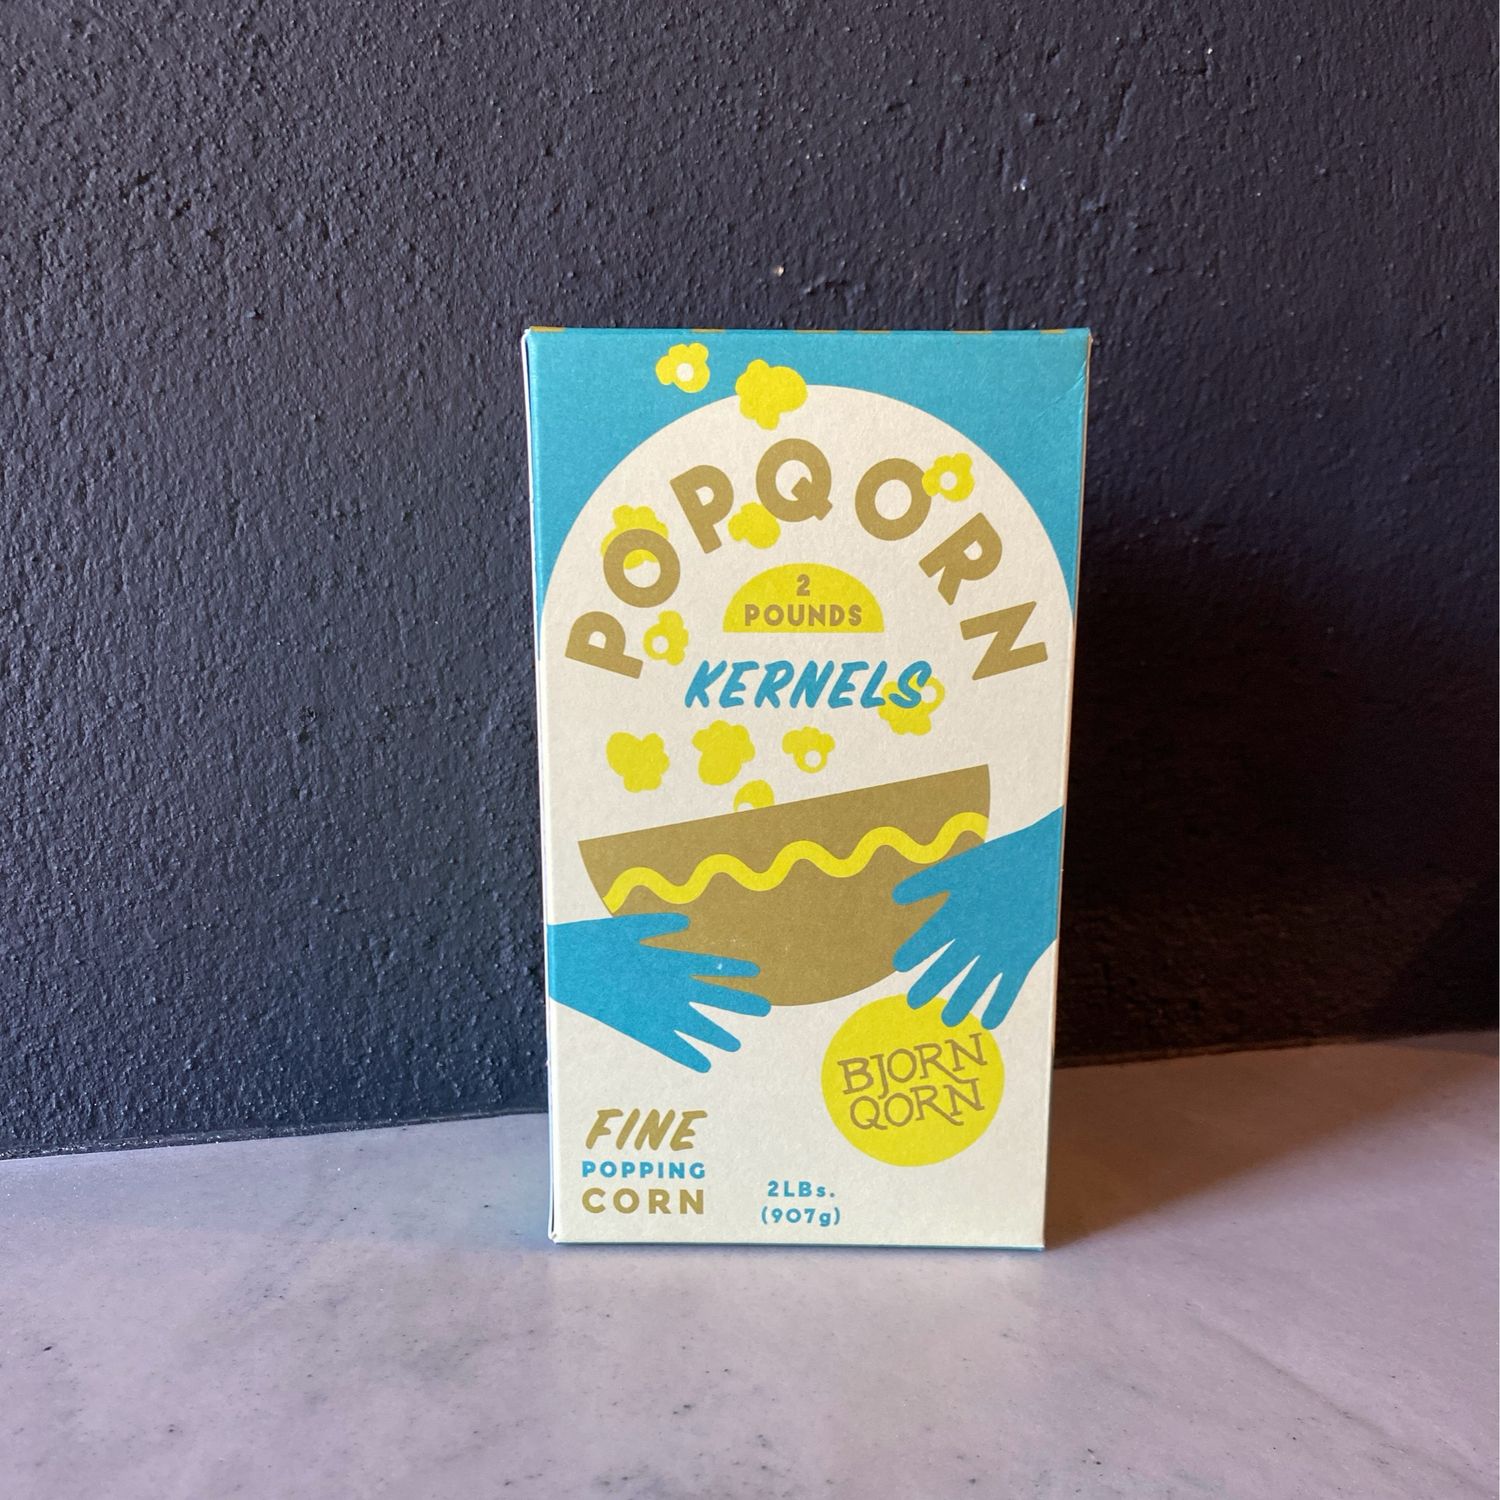 POPQORN
2
POUNDS
KERNELS
BJORN
QORN
FINE
POPPING
CORN
2LBs.
(907g)